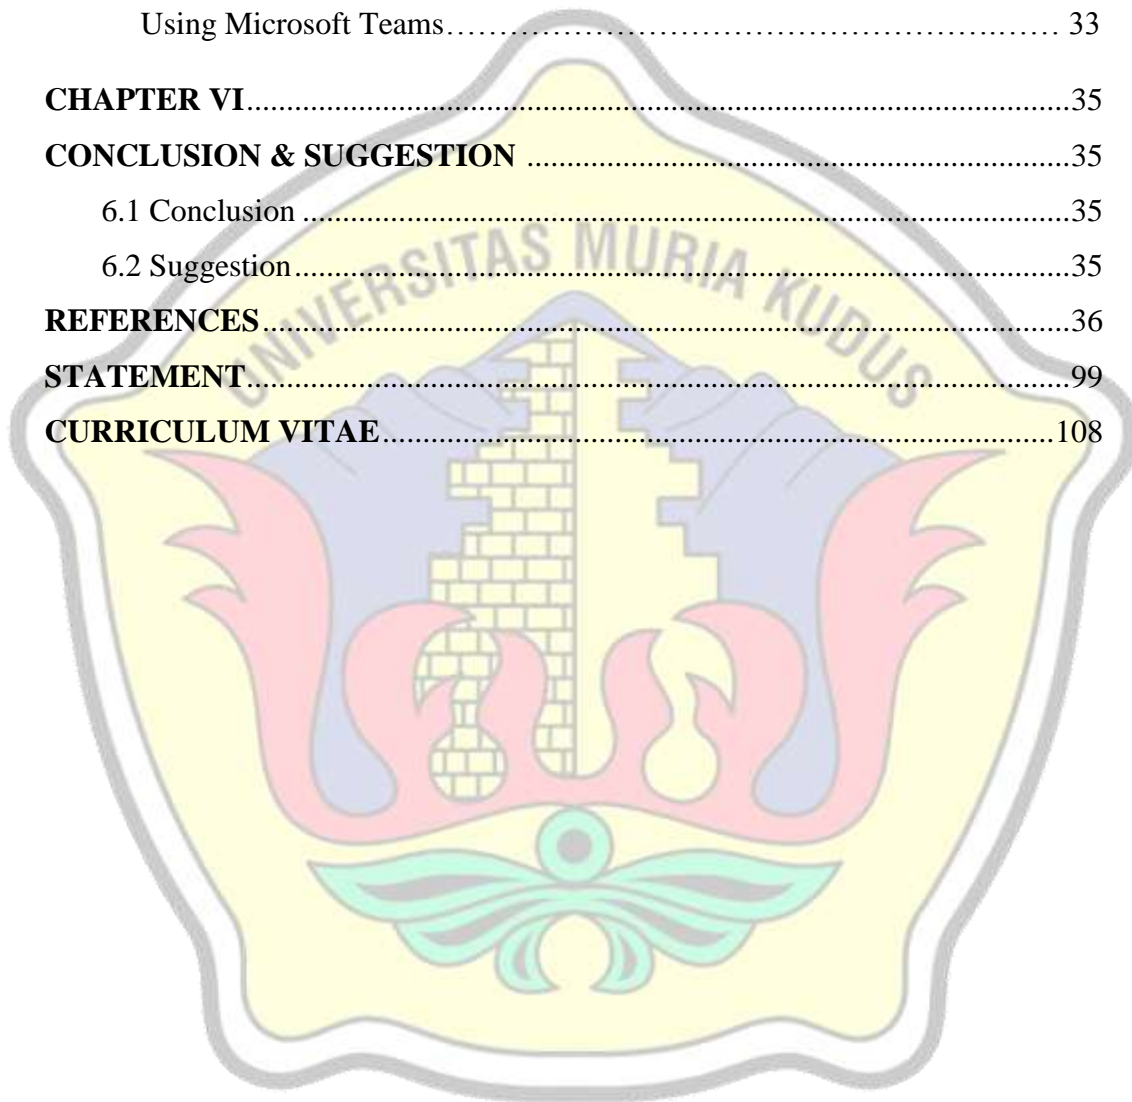 Using Microsoft Teams……………………………………………….…… 33
CHAPTER VI.......................................................................................................35
CONCLUSION & SUGGESTION ....................................................................35
6.1 Conclusion ................................................................................................35
6.2 Suggestion.................................................................................................35
REFERENCES.....................................................................................................36
STATEMENT.......................................................................................................99
CURRICULUM VITAE....................................................................................108
UNIVERSITAS MURIA KUDUS